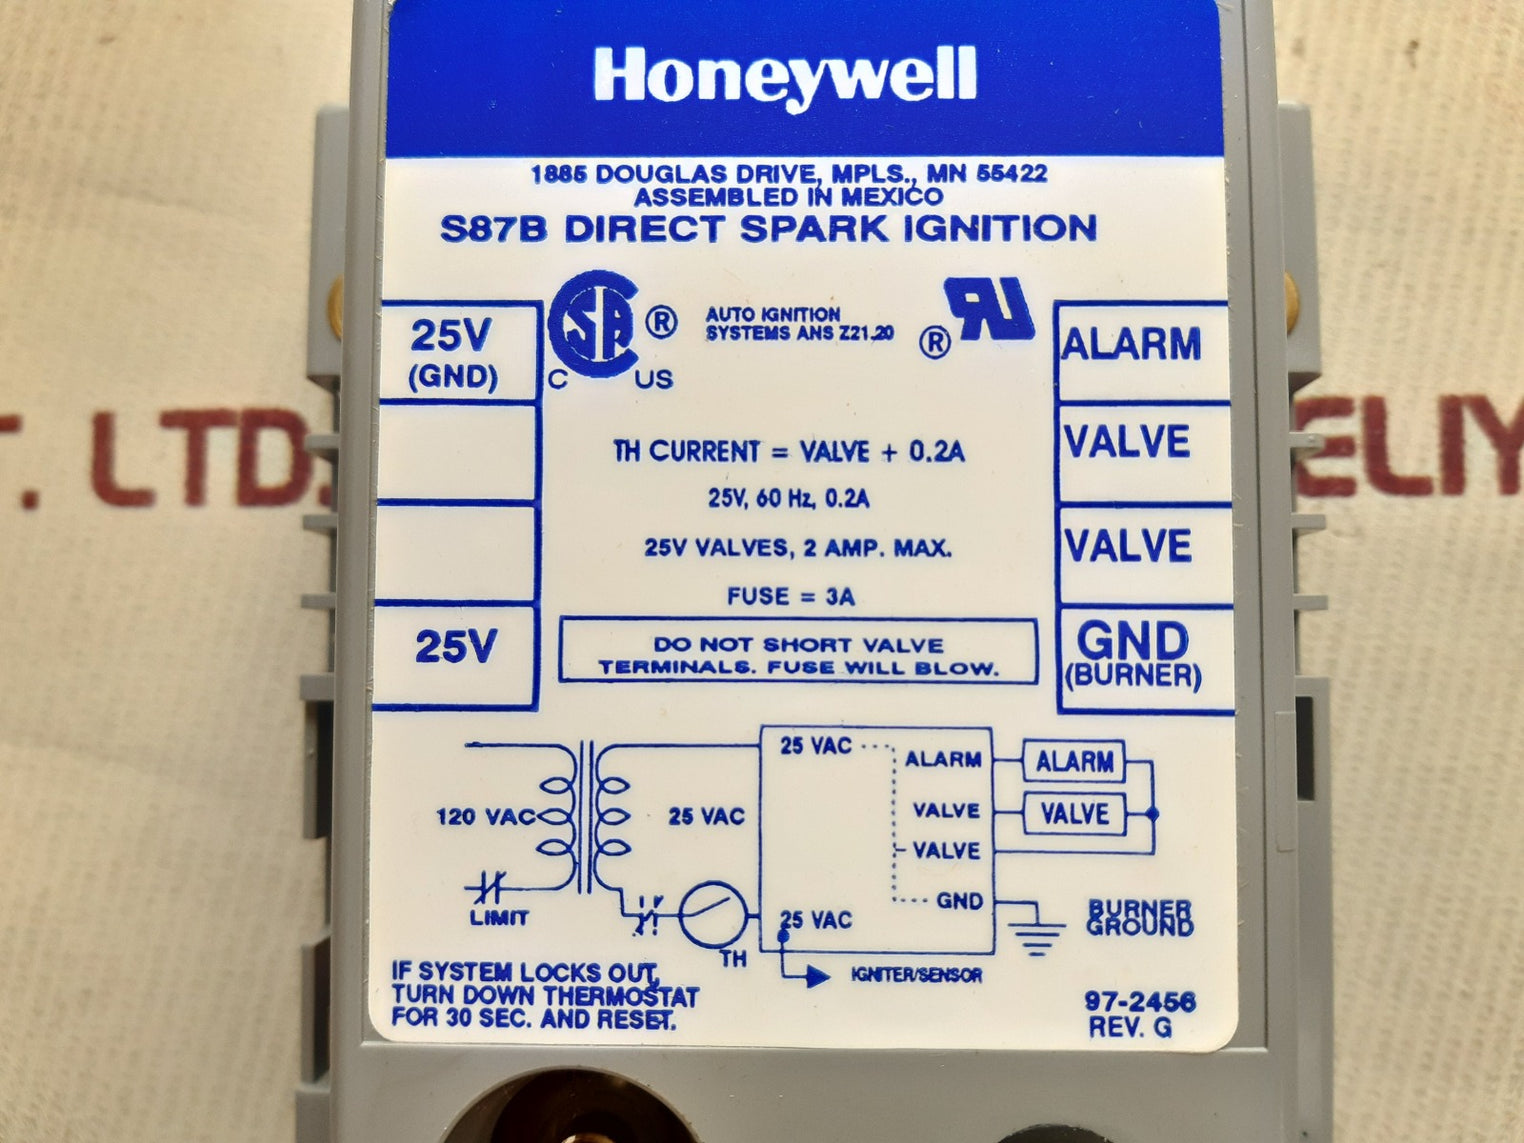 Honeywell
1885 DOUGLAS DRIVE, MPLS., MN 55422
ASSEMBLED IN MEXICO
S87B DIRECT SPARK IGNITION
25V
(GND)
25V
SA ®
C US
AUTO IGNITION
SYSTEMS ANS Z21.20
® RU
TH CURRENT = VALVE + 0.2A
25V, 60 Hz, 0.2A
25V VALVES, 2 AMP. MAX.
FUSE = 3A
DO NOT SHORT VALVE
TERMINALS. FUSE WILL BLOW.
ALARM
VALVE
VALVE
GND
(BURNER)
. LTD.
ELIY
120 VAC
LIMIT
25 VAC
TH
25 VAC
25 VAC
ALARM
VALVE
VALVE
GND
ALARM
VALVE
BURNER
GROUND
IGNITER/SENSOR
IF SYSTEM LOCKS OUT,
TURN DOWN THERMOSTAT
FOR 30 SEC. AND RESET.
97-2456
REV. G